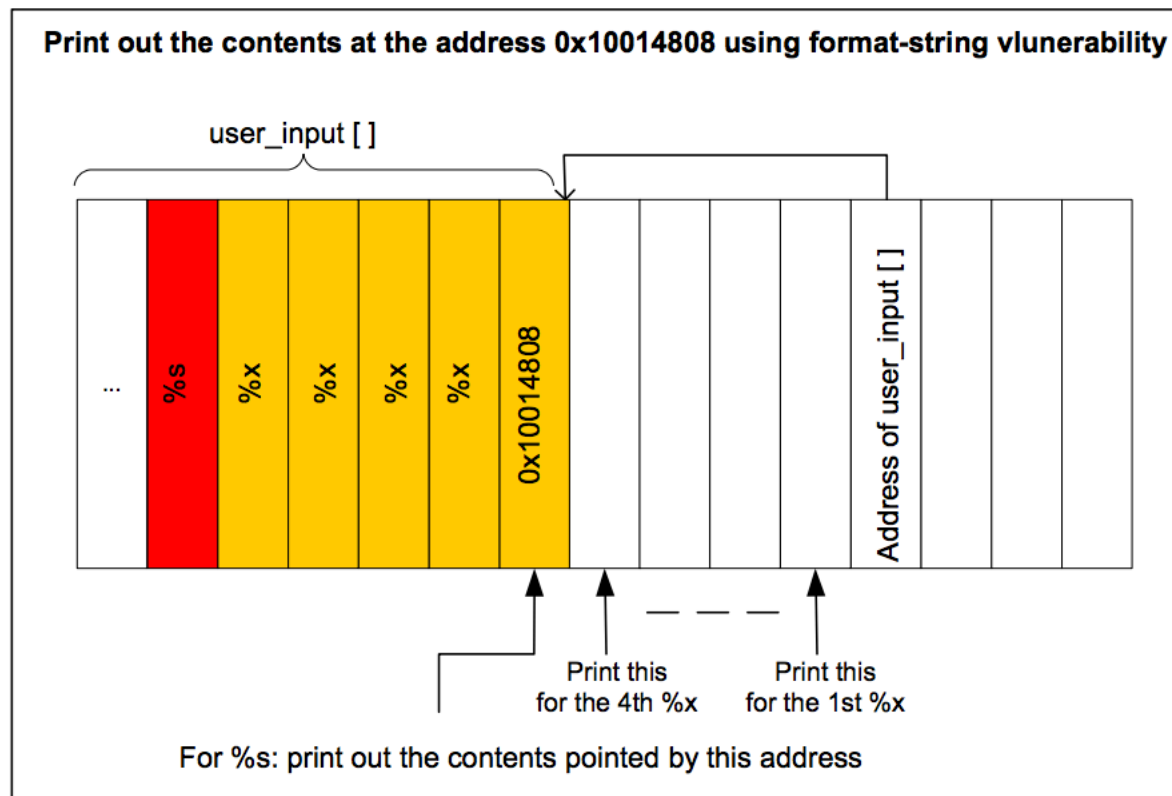 Print out the contents at the address 0x10014808 using format-string vlunerability
user_input [ ]
...
%s
%x
%x
%x
%x
0x10014808
Address of user_input [ ]
Print this
for the 4th %x
Print this
for the 1st %x
For %s: print out the contents pointed by this address